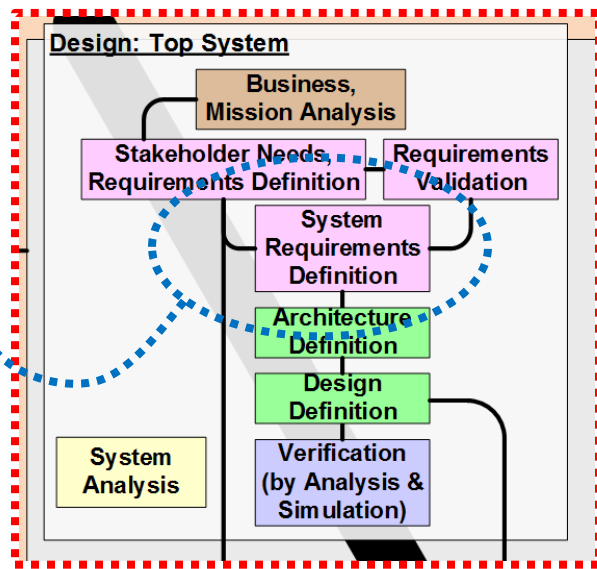 Design: Top System
Business,
Mission Analysis
Stakeholder Needs,
Requirements Definition
Requirements
Validation
System
Requirements
Definition
Architecture
Definition
Design
Definition
System
Analysis
Verification
(by Analysis &
Simulation)